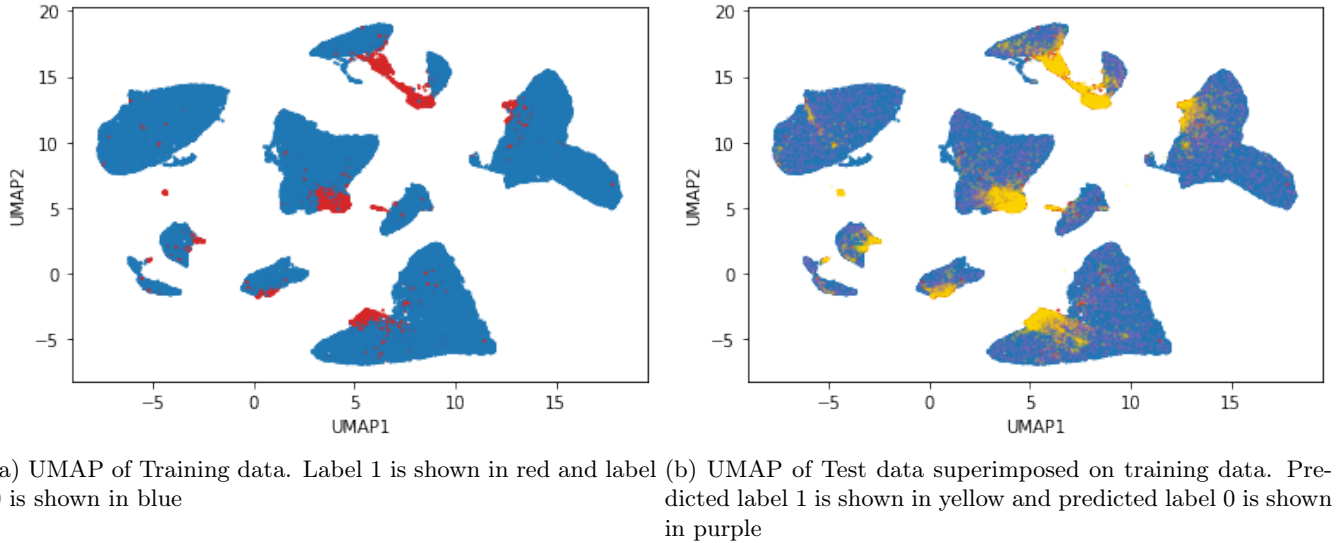 20
15
10
5
0
−5
UMAP2
−5
0
5
10
15
UMAP1
20
15
10
5
0
−5
UMAP2
−5
0
5
10
15
UMAP1
a) UMAP of Training data. Label 1 is shown in red and label
is shown in blue
(b) UMAP of Test data superimposed on training data. Pre-
dicted label 1 is shown in yellow and predicted label 0 is shown
in purple